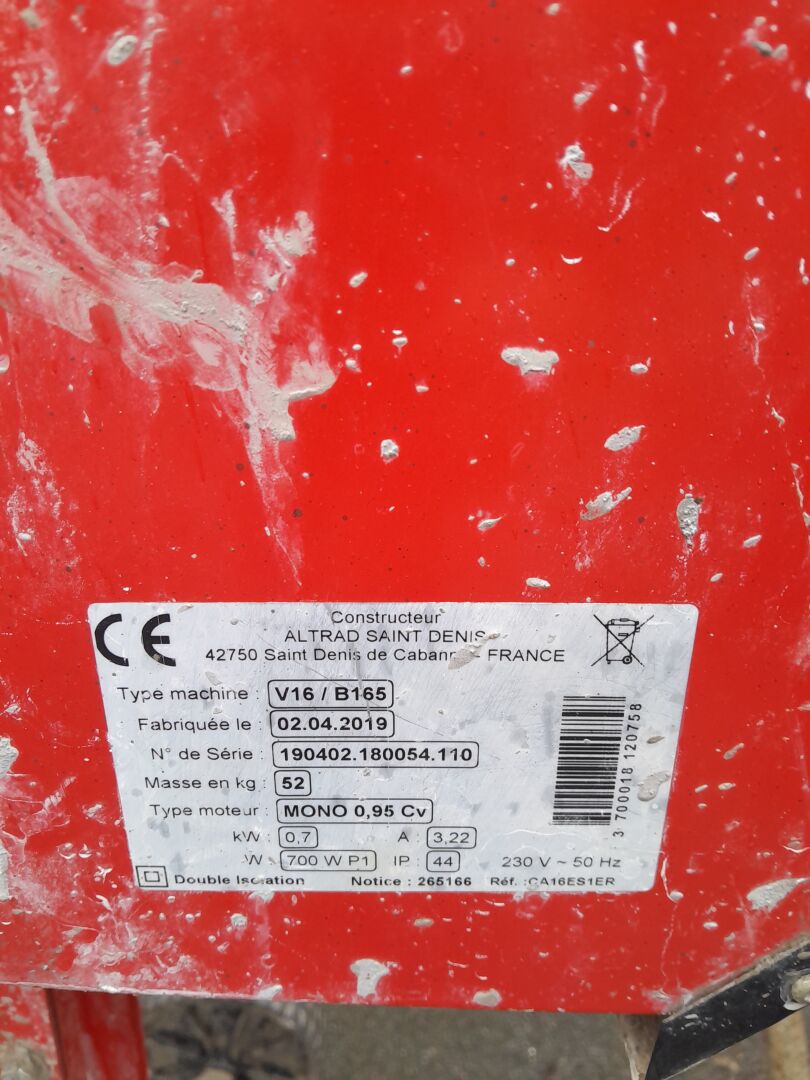 CE
Constructeur
ALTRAD SAINT DENIS
42750 Saint Denis de - FRANCE
Type machine : V16 / B165
Fabriquée le : 02.04.2019
N° de Série : 190402.180054.110
Masse en kg : 52
Type moteur : MONO 0,95 Cv
kW : 0,7 A : 3,22
W : 700 W P1 IP : 44 230 V ~ 50 Hz
Double Isolation Notice : 265166 Réf. :CA16ES1ER
3 700018 120758